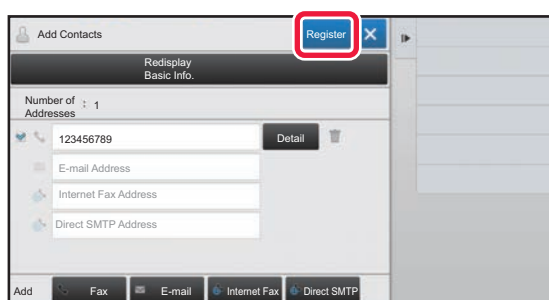 Add Contacts Register
Redisplay
Basic Info.
Number of
Addresses : 1
123456789 Detail
E-mail Address
Internet Fax Address
Direct SMTP Address
Add Fax E-mail Internet Fax Direct SMTP